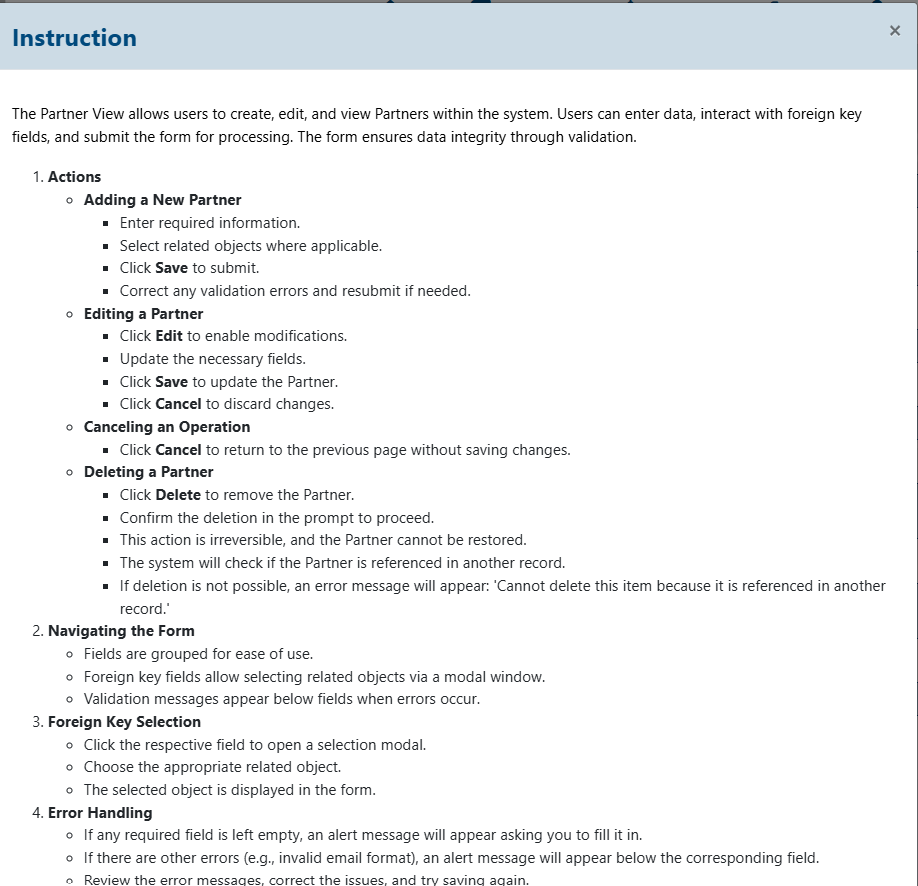 Instruction
×
The Partner View allows users to create, edit, and view Partners within the system. Users can enter data, interact with foreign key
fields, and submit the form for processing. The form ensures data integrity through validation.
1. Actions
Adding a New Partner
Enter required information.
Select related objects where applicable.
Click Save to submit.
Correct any validation errors and resubmit if needed.
Editing a Partner
Click Edit to enable modifications.
Update the necessary fields.
Click Save to update the Partner.
Click Cancel to discard changes.
Canceling an Operation
Click Cancel to return to the previous page without saving changes.
Deleting a Partner
Click Delete to remove the Partner.
Confirm the deletion in the prompt to proceed.
This action is irreversible, and the Partner cannot be restored.
The system will check if the Partner is referenced in another record.
If deletion is not possible, an error message will appear: 'Cannot delete this item because it is referenced in another
record.'
2. Navigating the Form
Fields are grouped for ease of use.
Foreign key fields allow selecting related objects via a modal window.
Validation messages appear below fields when errors occur.
3. Foreign Key Selection
Click the respective field to open a selection modal.
Choose the appropriate related object.
The selected object is displayed in the form.
4. Error Handling
If any required field is left empty, an alert message will appear asking you to fill it in.
If there are other errors (e.g., invalid email format), an alert message will appear below the corresponding field.
Review the error messages, correct the issues, and try saving again.